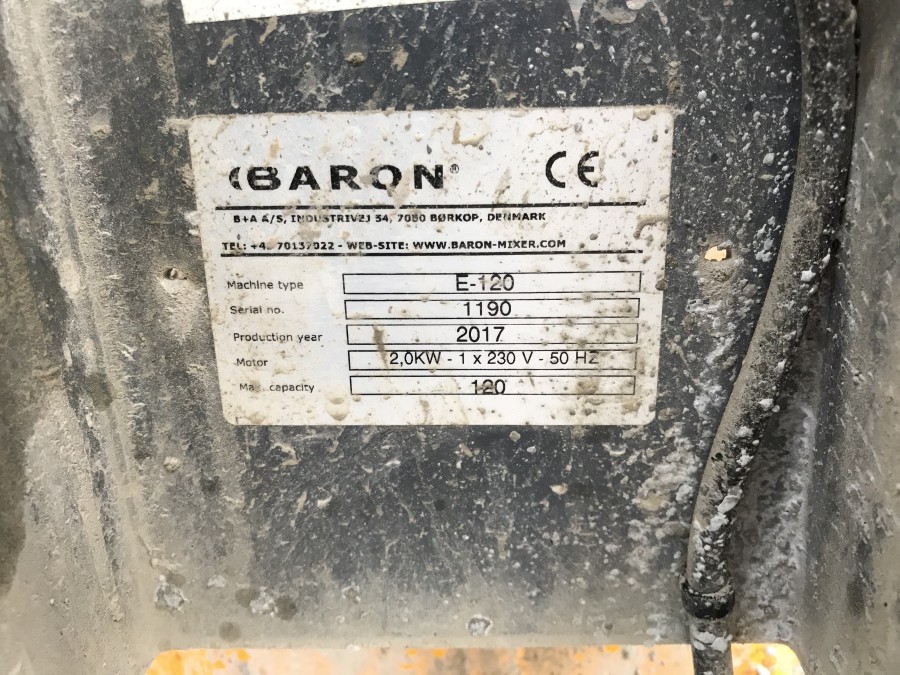 BARON® CE
B+A A/S, INDUSTRIVEJ 54, 7080 BØRKOP, DENMARK
TEL: - WEB-SITE: WWW.BARON-MIXER.COM
Machine type E-120
Serial no. 1190
Production year 2017
Motor 2,0KW - 1 x 230 V - 50 HZ
capacity 120